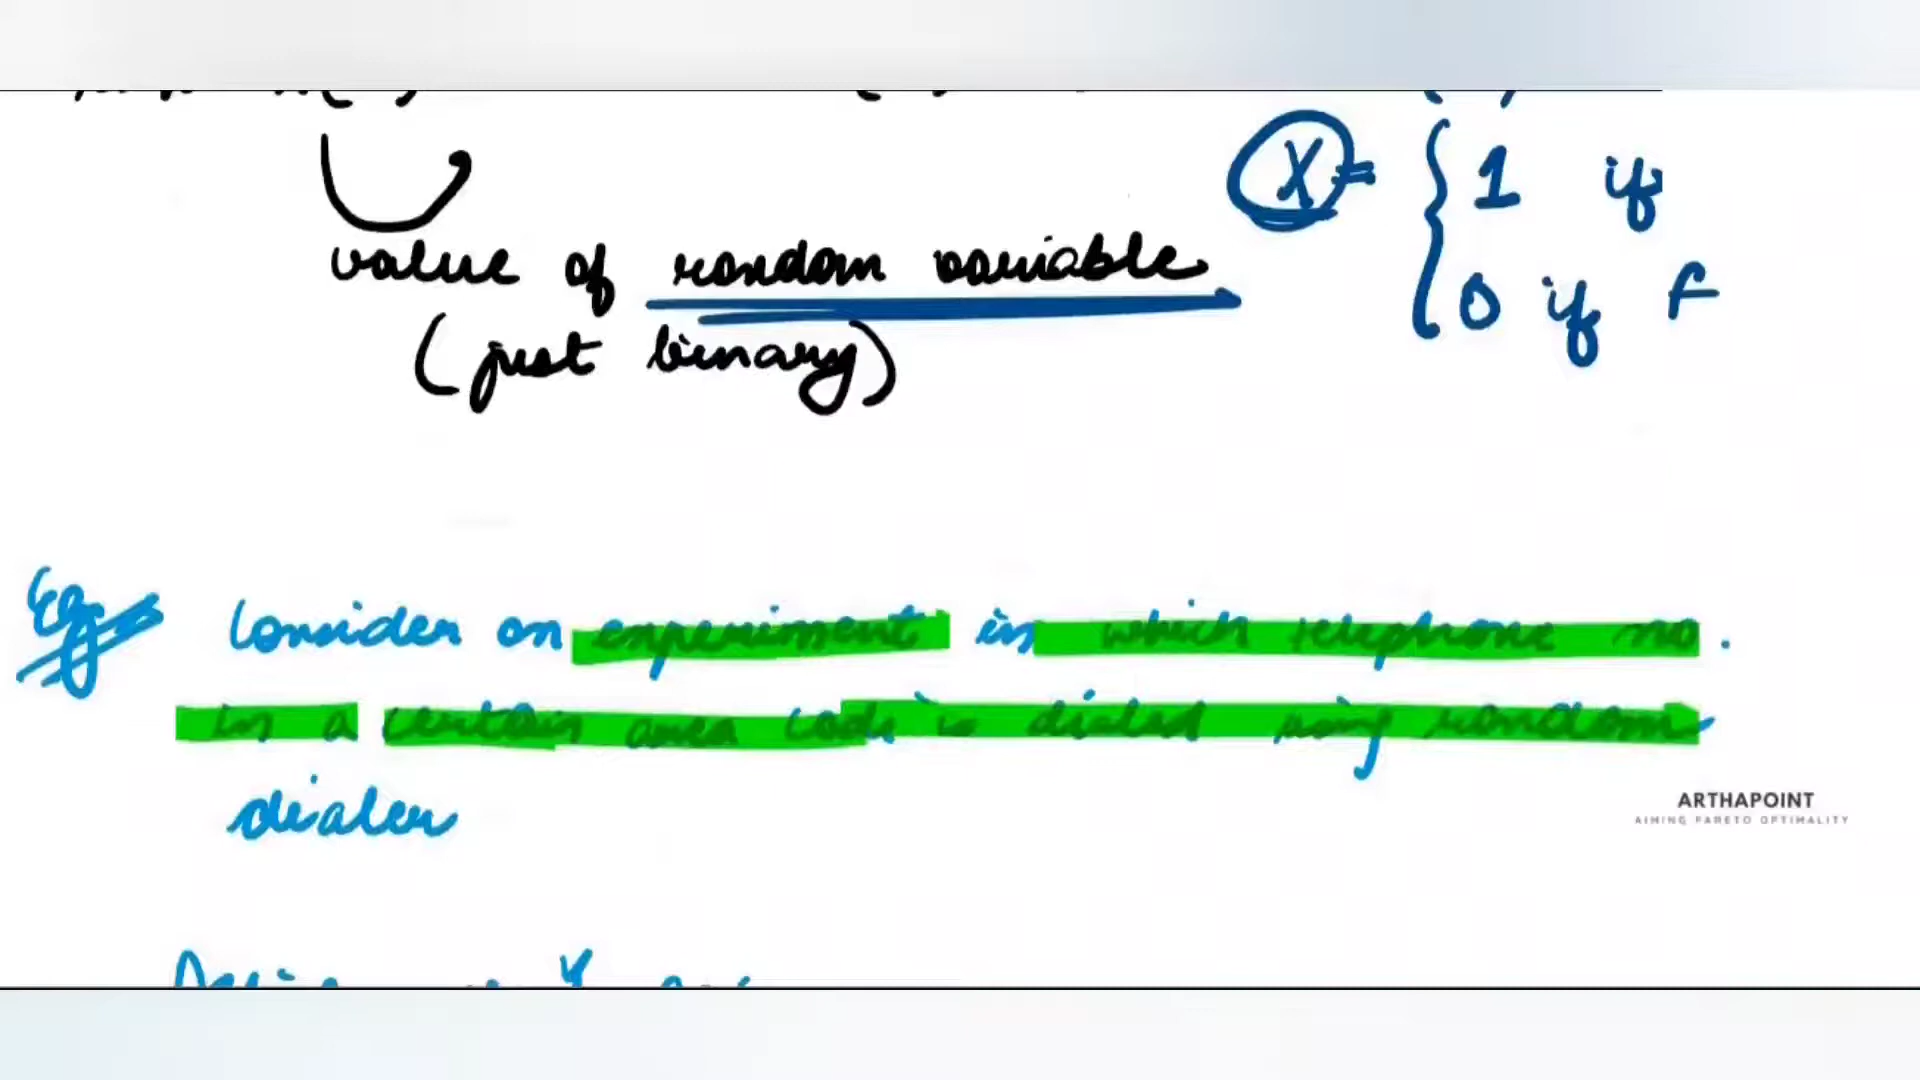 X = { 1 if
0 if F
value of random variable
(just binary)
Eg Consider an experiment in which telephone no.
in a certain area code is dialed using random
dialer
ARTHAPOINT
AIMING PARETO OPTIMALITY